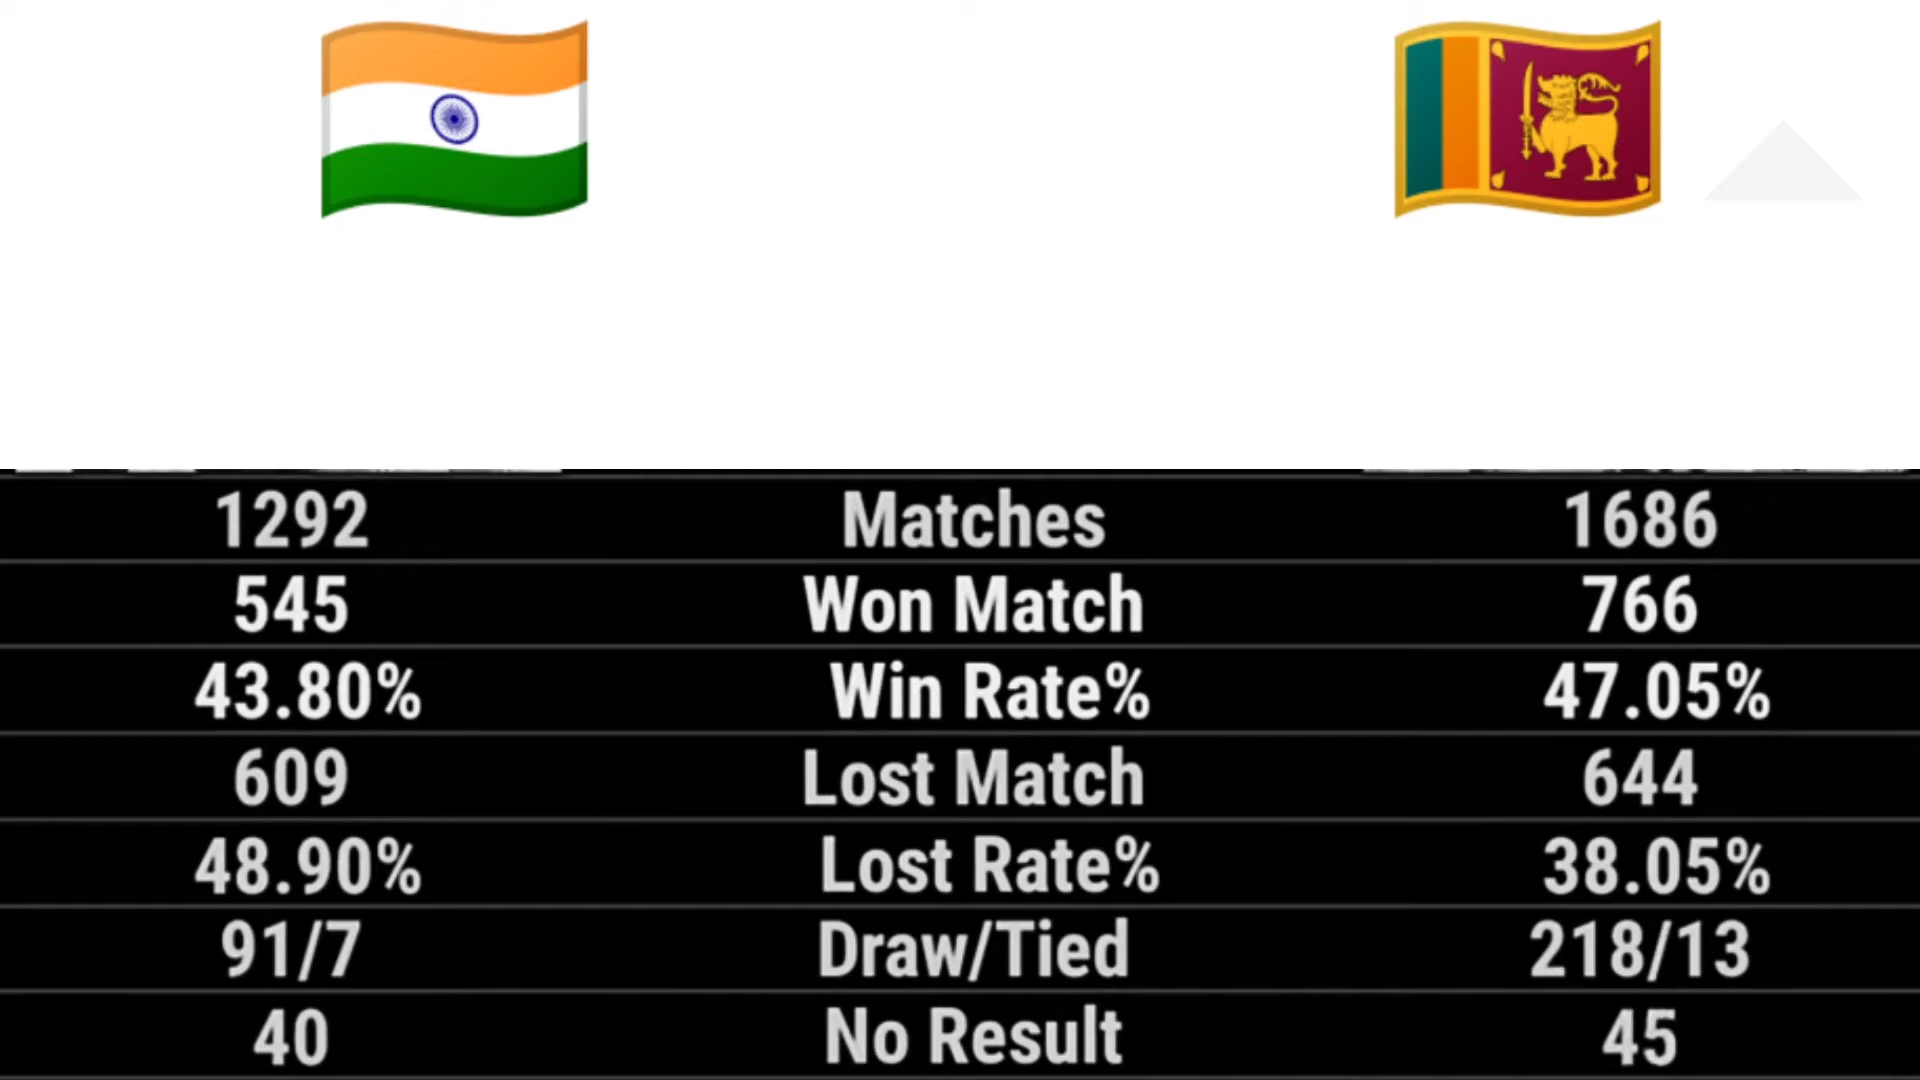 1292 Matches 1686
545 Won Match 766
43.80% Win Rate% 47.05%
609 Lost Match 644
48.90% Lost Rate% 38.05%
91/7 Draw/Tied 218/13
40 No Result 45